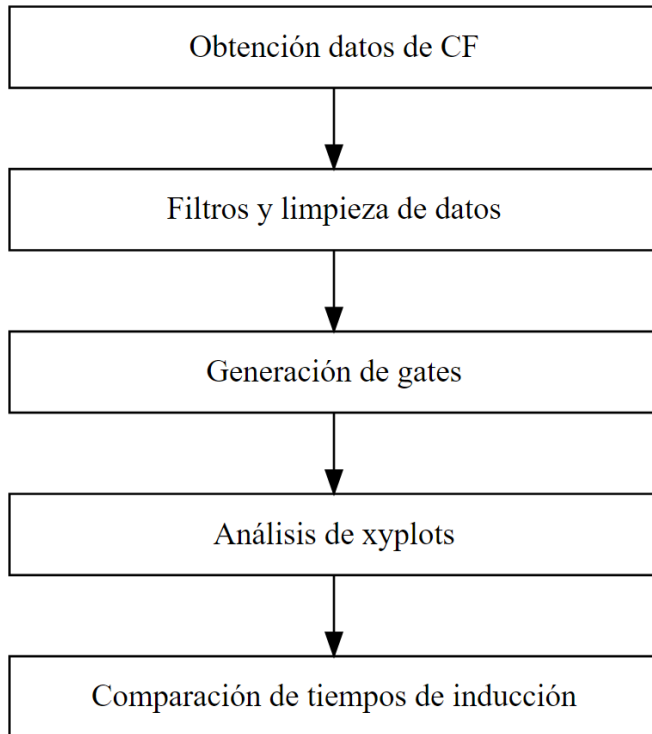 Obtención datos de CF
Filtros y limpieza de datos
Generación de gates
Análisis de xyplots
Comparación de tiempos de inducción